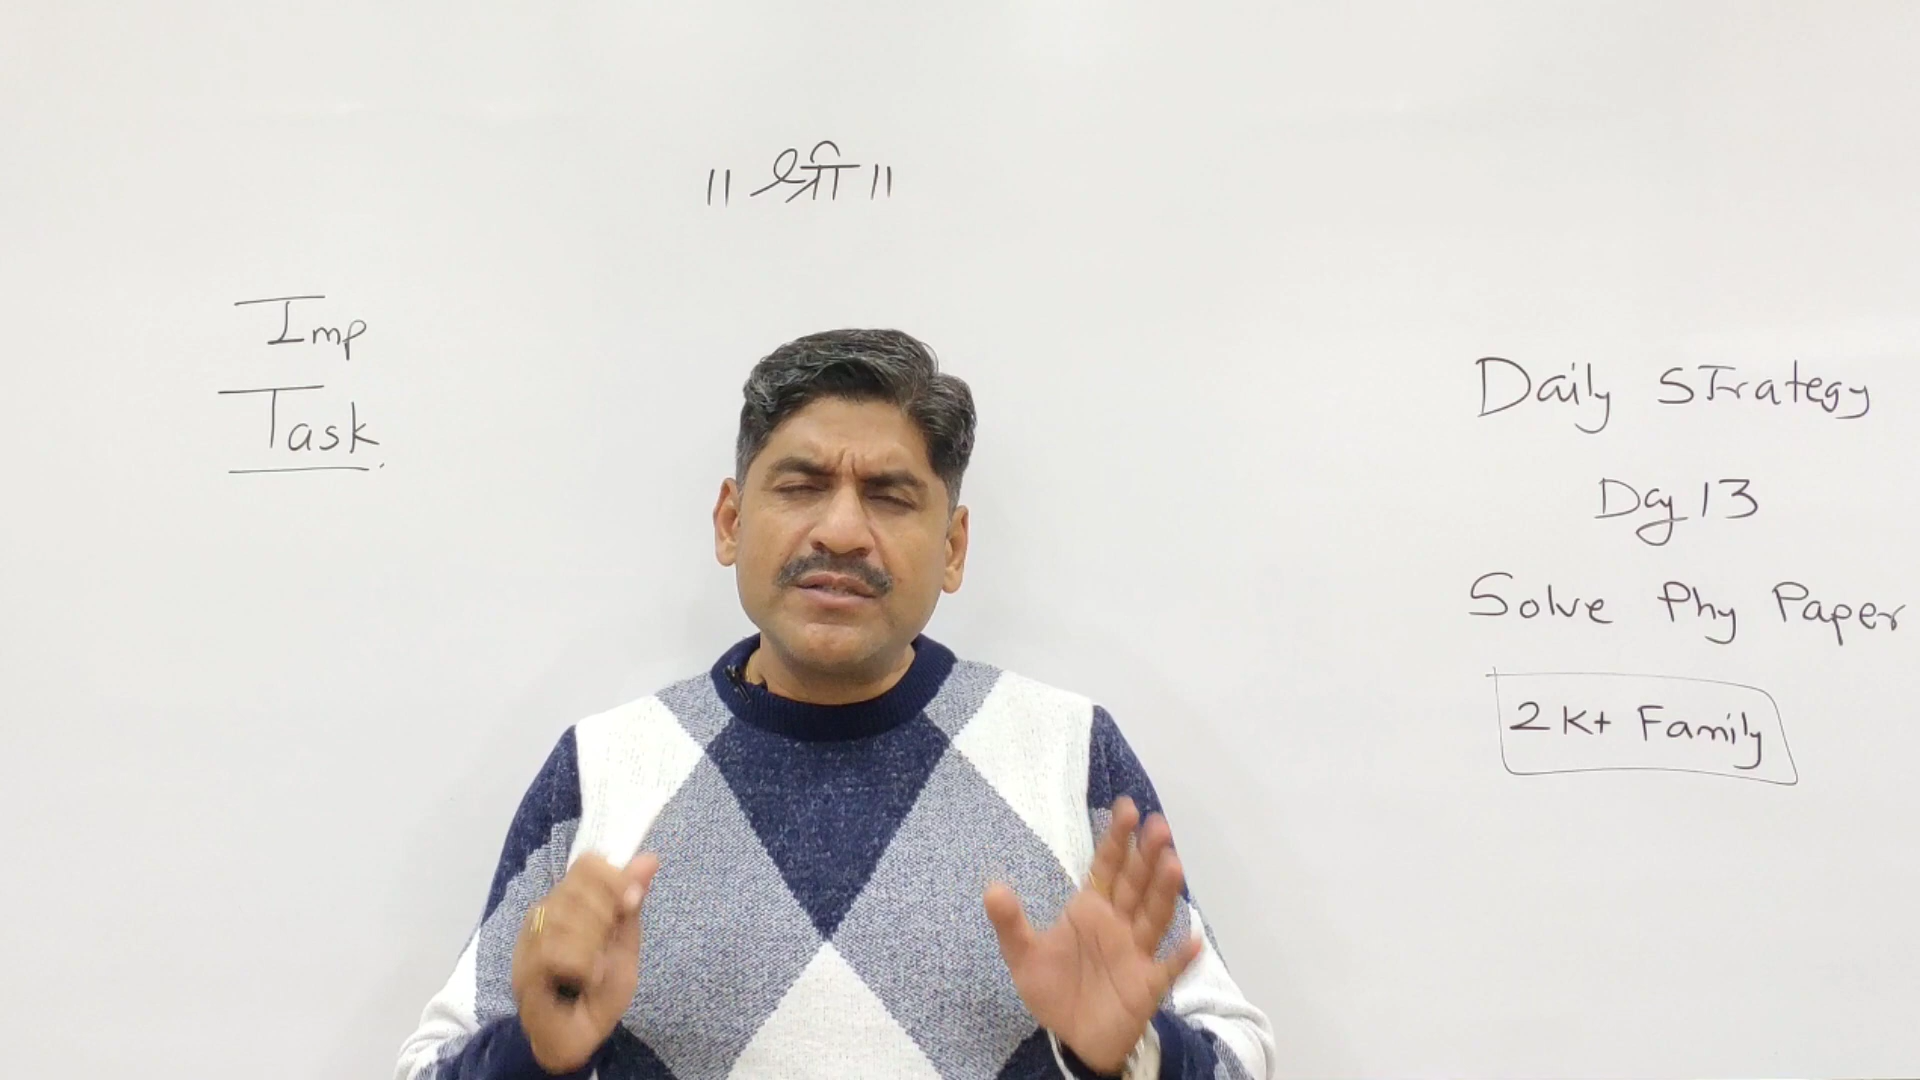 ॥ श्री ॥
Imp
Task
Daily Strategy
Day 13
Solve Phy Paper
2K+ Family